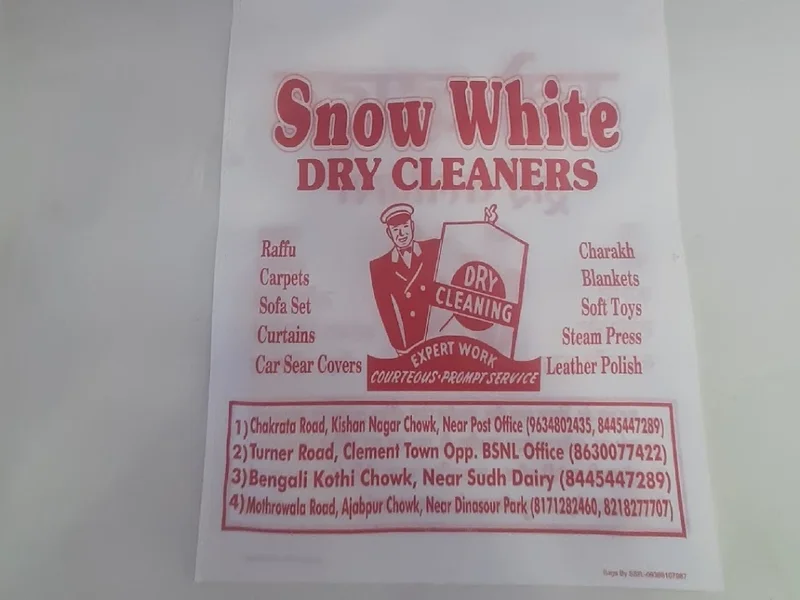 Snow White
DRY CLEANERS
Raffu
Carpets
Sofa Set
Curtains
Car Sear Covers
DRY
CLEANING
EXPERT WORK
COURTEOUS·PROMPT SERVICE
Charakh
Blankets
Soft Toys
Steam Press
Leather Polish
1) Chakrata Road, Kishan Nagar Chowk, Near Post Office (9634802435, 8445447289)
2) Turner Road, Clement Town Opp. BSNL Office (8630077422)
3) Bengali Kothi Chowk, Near Sudh Dairy (8445447289)
4) Mothrowala Road, Ajabpur Chowk, Near Dinasour Park (8171282460, 8218277707)
Bags By